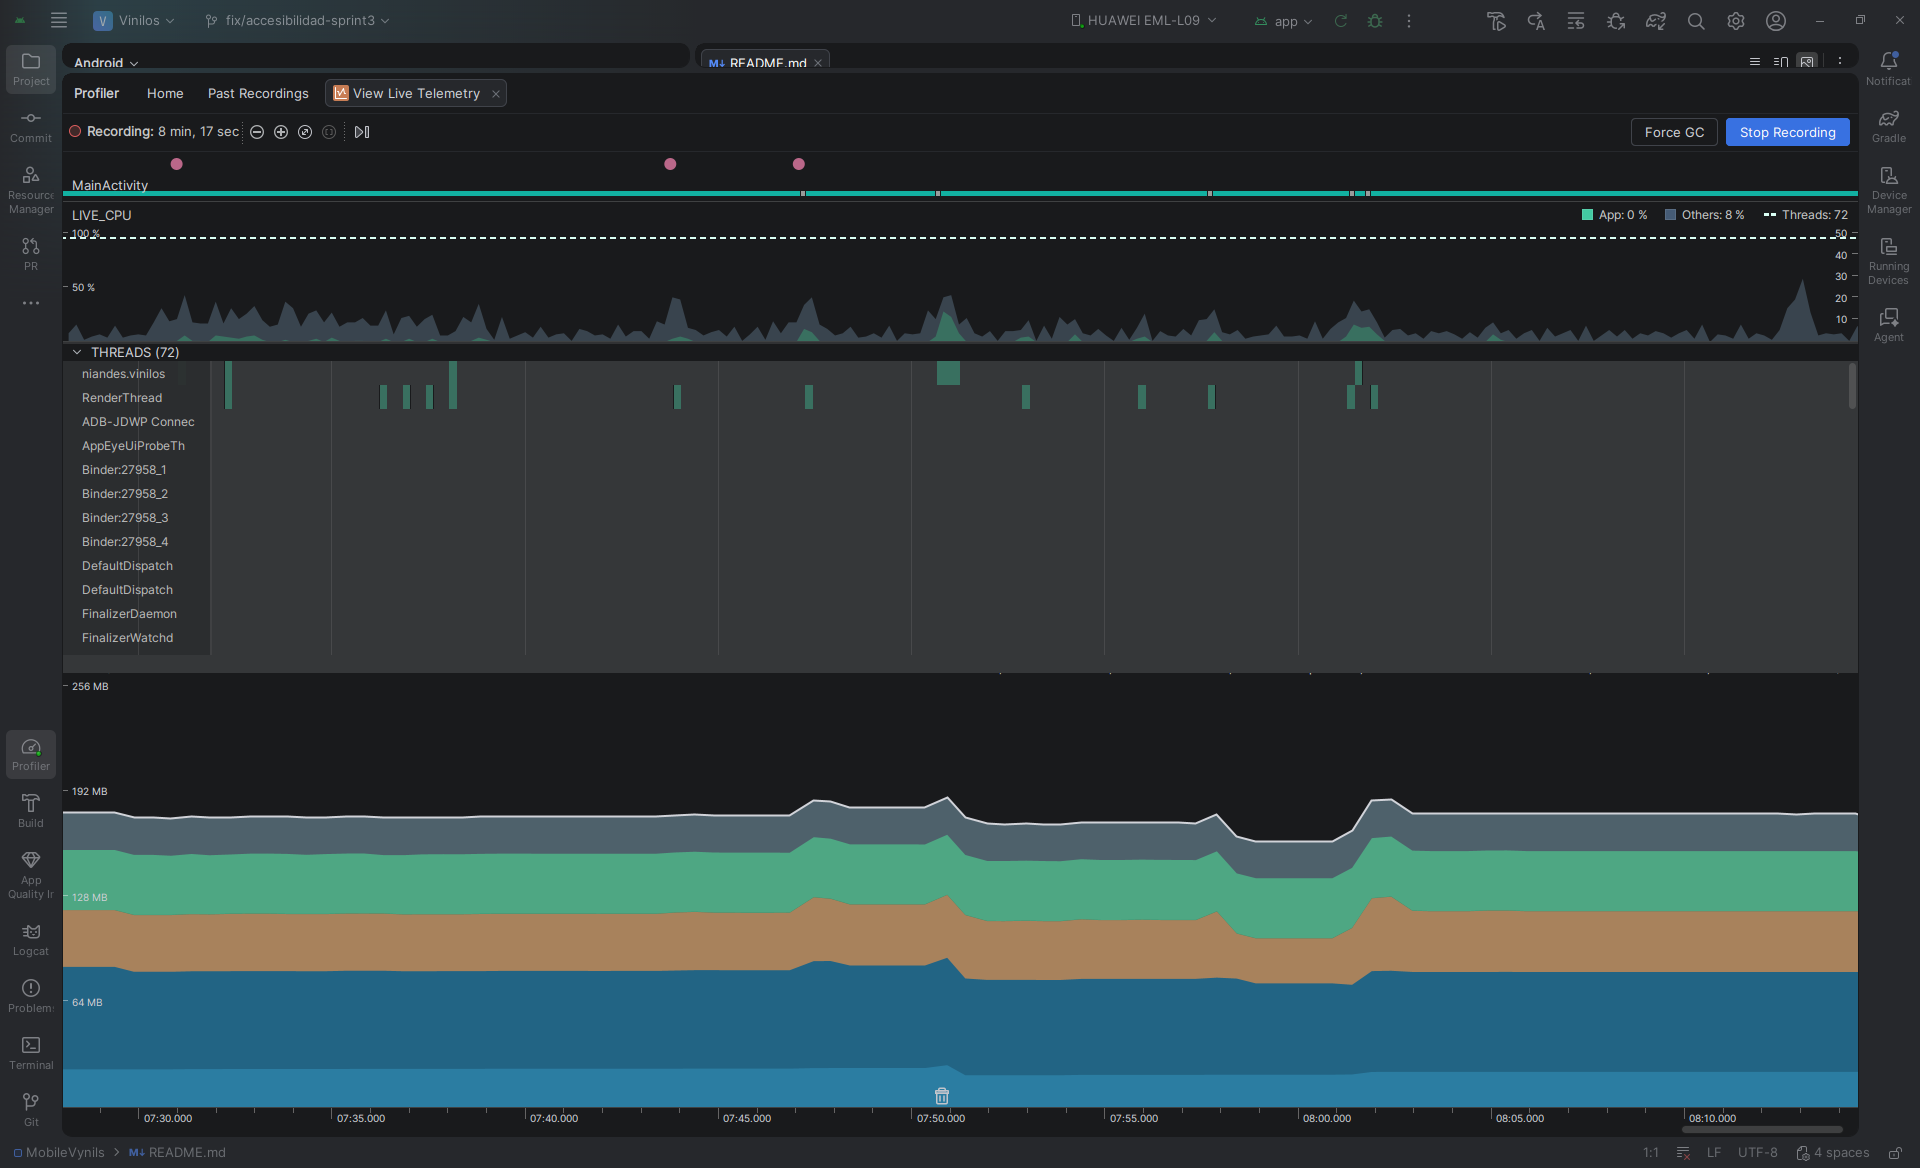 V Vinilos fix/accesibilidad-sprint3 HUAWEI EML-L09 app
Android README.md
Project
Commit
Resource
Manager
PR
Profiler
Build
App
Quality Ir
Logcat
Problem
Terminal
Git
Profiler Home Past Recordings View Live Telemetry
Recording: 8 min, 17 sec Force GC Stop Recording
MainActivity
LIVE_CPU App: 0 % Others: 8 % Threads: 72
100 % 50
40
50 % 30
20
10
THREADS (72)
niandes.vinilos
RenderThread
ADB-JDWP Connec
AppEyeUiProbeTh
Binder:27958_1
Binder:27958_2
Binder:27958_3
Binder:27958_4
DefaultDispatch
DefaultDispatch
FinalizerDaemon
FinalizerWatchd
256 MB
192 MB
128 MB
64 MB
07:30.000 07:35.000 07:40.000 07:45.000 07:50.000 07:55.000 08:00.000 08:05.000 08:10.000
Notificat
Gradle
Device
Manager
Running
Devices
Agent
MobileVynils > README.md 1:1 LF UTF-8 4 spaces